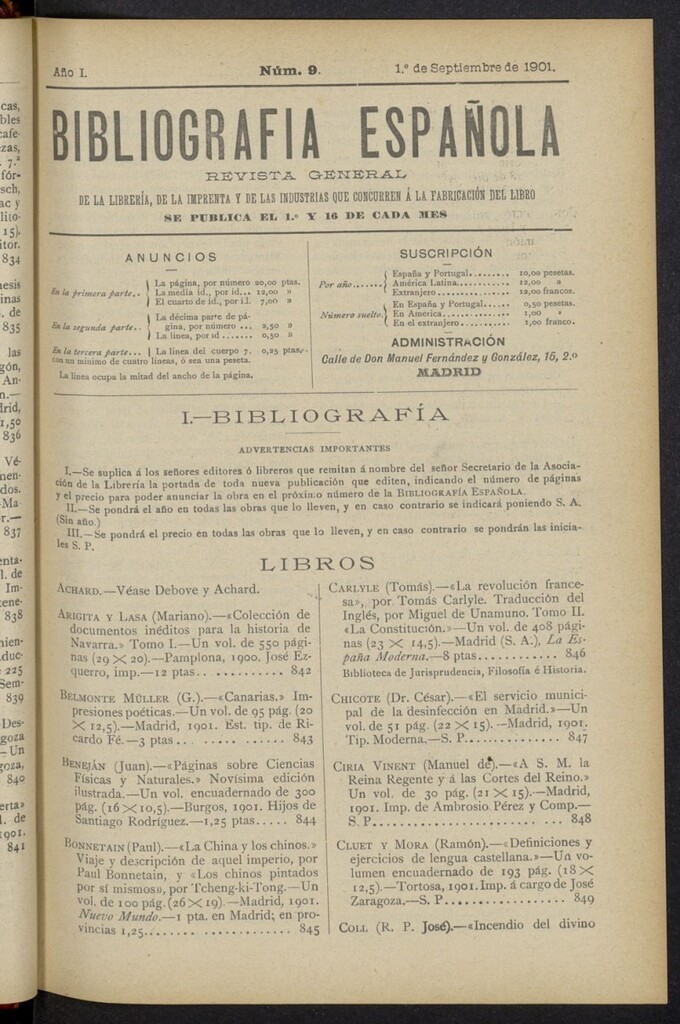 Año I.
Núm. 9.
1.º de Septiembre de 1901.
BIBLIOGRAFIA ESPAÑOLA
REVISTA GENERAL
DE LA LIBRERÍA, DE LA IMPRENTA Y DE LAS INDUSTRIAS QUE CONCURREN Á LA FABRICACIÓN DEL LIBRO
SE PUBLICA EL 1.º Y 16 DE CADA MES
ANUNCIOS
En la primera parte..
La página, por número 20,00 ptas.
La media id., por id... 12,00 »
El cuarto de id., por id. 7,00 »
En la segunda parte..
La décima parte de pá-
gina, por número ... 2,50 »
La línea, por id....... 0,50 »
En la tercera parte... La línea del cuerpo 7. 0,25 ptas.
con un mínimo de cuatro líneas, ó sea una peseta.
La línea ocupa la mitad del ancho de la página.
SUSCRIPCIÓN
Por año.......
España y Portugal......... 10,00 pesetas.
América Latina............ 12,00 »
Extranjero................ 12,00 francos.
Número suelto.
En España y Portugal..... 0,50 pesetas.
En America................ 1,00 »
En el extranjero........... 1,00 franco.
ADMINISTRACIÓN
Calle de Don Manuel Fernández y González, 15, 2.º
MADRID
I.—BIBLIOGRAFÍA
ADVERTENCIAS IMPORTANTES
I.—Se suplica á los señores editores ó libreros que remitan á nombre del señor Secretario de la Asocia-
ción de la Librería la portada de toda nueva publicación que editen, indicando el número de páginas
y el precio para poder anunciar la obra en el próximo número de la BIBLIOGRAFÍA ESPAÑOLA.
II.—Se pondrá el año en todas las obras que lo lleven, y en caso contrario se indicará poniendo S. A.
(Sin año.)
III.—Se pondrá el precio en todas las obras que lo lleven, y en caso contrario se pondrán las inicia-
les S. P.
LIBROS
ACHARD.—Véase Debove y Achard.
ARIGITA Y LASA (Mariano).—«Colección de
documentos inéditos para la historia de
Navarra.» Tomo I.—Un vol. de 550 pági-
nas (29 × 20).—Pamplona, 1900. José Ez-
querro, imp.—12 ptas............. 842
BELMONTE MÜLLER (G.).—«Canarias.» Im-
presiones poéticas.—Un vol. de 95 pág. (20
× 12,5).—Madrid, 1901. Est. tip. de Ri-
cardo Fé.—3 ptas................. 843
BENEJÁN (Juan).—«Páginas sobre Ciencias
Físicas y Naturales.» Novísima edición
ilustrada.—Un vol. encuadernado de 300
pág. (16 × 10,5).—Burgos, 1901. Hijos de
Santiago Rodríguez.—1,25 ptas..... 844
BONNETAIN (Paul).—«La China y los chinos.»
Viaje y descripción de aquel imperio, por
Paul Bonnetain, y «Los chinos pintados
por sí mismos», por Tcheng-ki-Tong.—Un
vol. de 100 pág. (26 × 19).—Madrid, 1901.
Nuevo Mundo.—1 pta. en Madrid; en pro-
vincias 1,25...................... 845
CARLYLE (Tomás).—«La revolución france-
sa», por Tomás Carlyle. Traducción del
Inglés, por Miguel de Unamuno. Tomo II.
«La Constitución.»—Un vol. de 408 páginas
(23 × 14,5).—Madrid (S. A.), La Es-
paña Moderna.—8 ptas............ 846
Biblioteca de Jurisprudencia, Filosofía é Historia.
CHICOTE (Dr. César).—«El servicio munici-
pal de la desinfección en Madrid.»—Un
vol. de 51 pág. (22 × 15).—Madrid, 1901.
Tip. Moderna.—S. P............... 847
CIRIA VINENT (Manuel de).—«A S. M. la
Reina Regente y á las Cortes del Reino.»
Un vol. de 30 pág. (21 × 15).—Madrid,
1901. Imp. de Ambrosio Pérez y Comp.—
S. P............................. 848
CLUET Y MORA (Ramón).—«Definiciones y
ejercicios de lengua castellana.»—Un vo-
lumen encuadernado de 193 pág. (18 ×
12,5).—Tortosa, 1901. Imp. á cargo de José
Zaragoza.—S. P................... 849
COLL (R. P. José).—«Incendio del divino